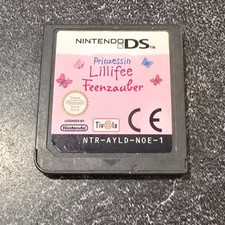 NINTENDO DS
Prinzessin
Lillifee
Feenzauber
LICENSED BY
Nintendo
Tivola
CE
NTR-AYLD-NOE-1